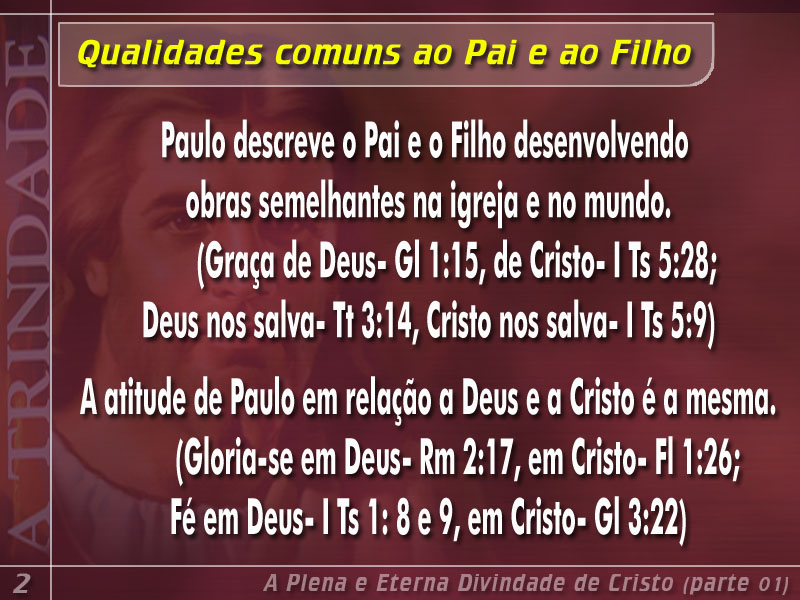 A TRINDADE
Qualidades comuns ao Pai e ao Filho
Paulo descreve o Pai e o Filho desenvolvendo
obras semelhantes na igreja e no mundo.
(Graça de Deus- Gl 1:15, de Cristo- I Ts 5:28;
Deus nos salva- Tt 3:14, Cristo nos salva- I Ts 5:9)
A atitude de Paulo em relação a Deus e a Cristo é a mesma.
(Gloria-se em Deus- Rm 2:17, em Cristo- Fl 1:26;
Fé em Deus- I Ts 1: 8 e 9, em Cristo- Gl 3:22)
2
A Plena e Eterna Divindade de Cristo (parte 01)